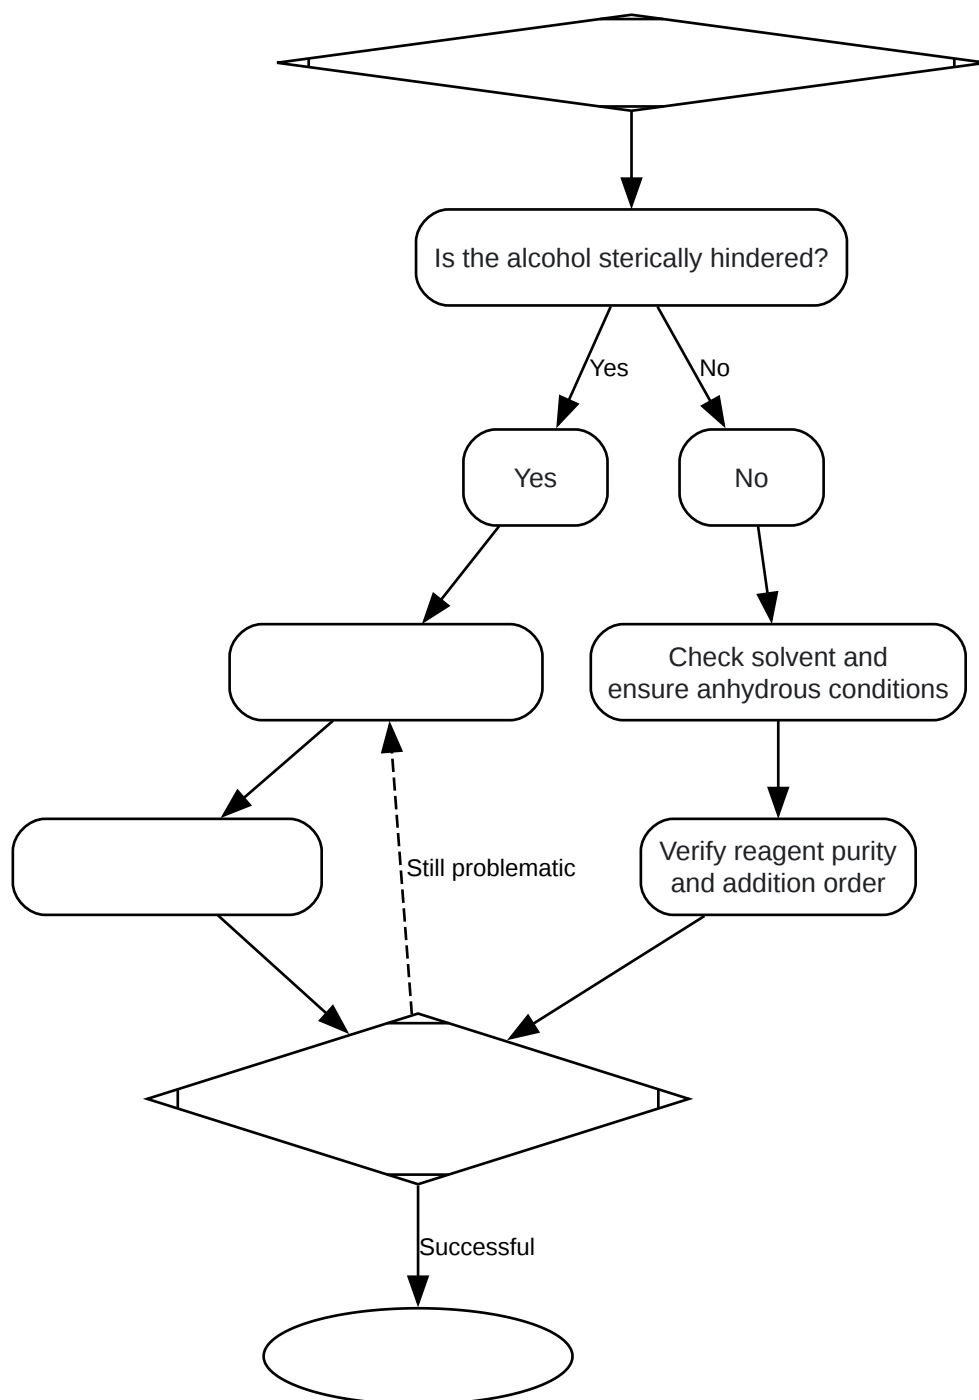 Is the alcohol sterically hindered?
Yes
No
Yes
No
Check solvent and
ensure anhydrous conditions
Still problematic
Verify reagent purity
and addition order
Successful